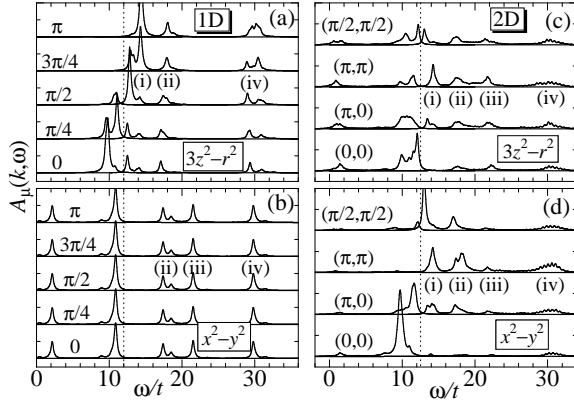 1D (a)
π
3π/4
(i) (ii) (iv)
π/2
π/4
0 3z²−r²
(b)
π
3π/4
(ii) (iii) (iv)
π/2
π/4
0 x²−y²
0 10 20 30
ω/t
A_μ(k,ω)
2D (c)
(π/2,π/2)
(π,π)
(i) (ii) (iii) (iv)
(π,0)
(0,0) 3z²−r²
(d)
(π/2,π/2)
(π,π)
(i) (ii) (iii) (iv)
(π,0)
(0,0) x²−y²
0 10 20 30
ω/t